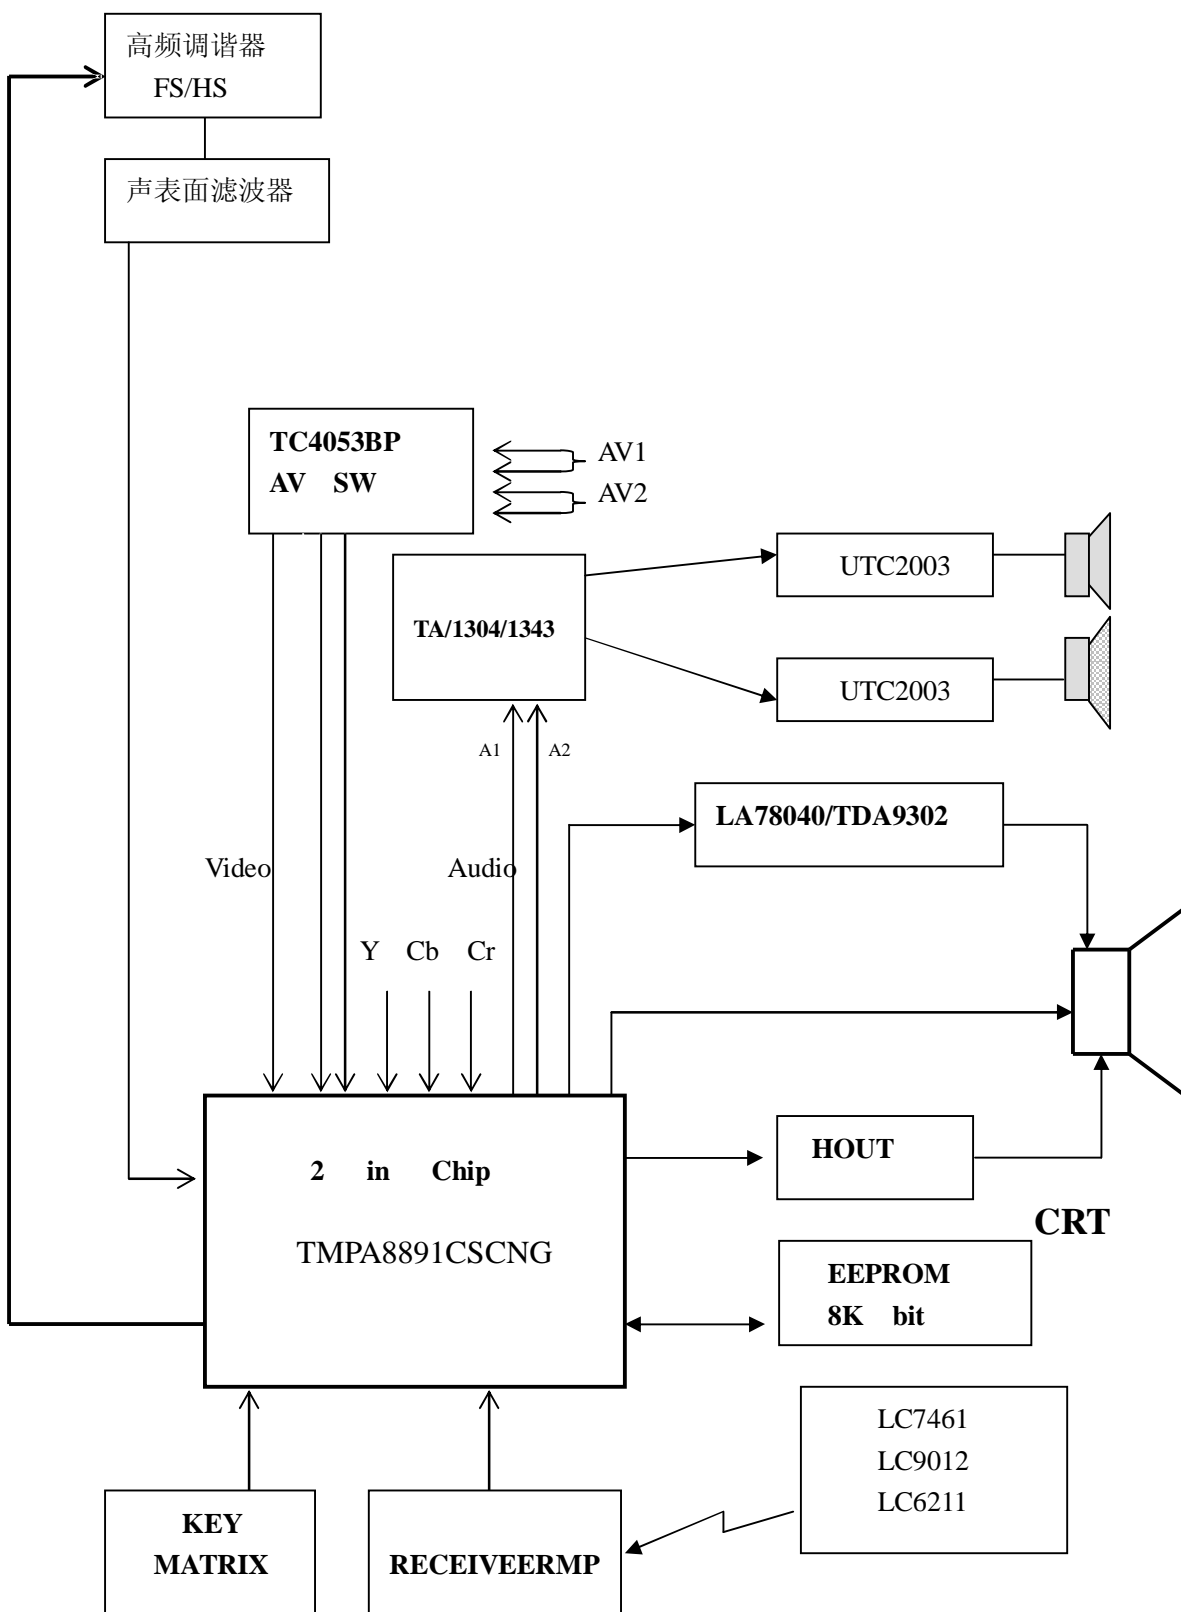 高频调谐器
FS/HS
声表面滤波器
TC4053BP
AV SW
AV1
AV2
UTC2003
TA/1304/1343
UTC2003
A1 A2
LA78040/TDA9302
Video
Audio
Y Cb Cr
2 in Chip
TMPA8891CSCNG
HOUT
CRT
EEPROM
8K bit
LC7461
LC9012
LC6211
KEY
MATRIX
RECEIVEERMP